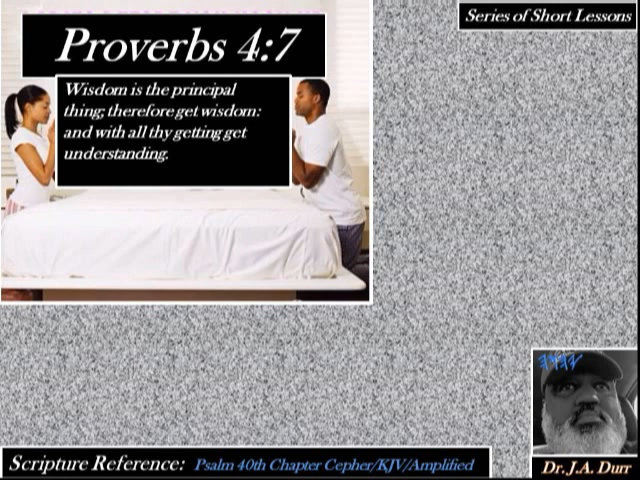 Series of Short Lessons
Proverbs 4:7
Wisdom is the principal
thing; therefore get wisdom:
and with all thy getting get
understanding.
Dr. J.A. Durr
Scripture Reference: Psalm 40th Chapter Cepher/KJV/Amplified